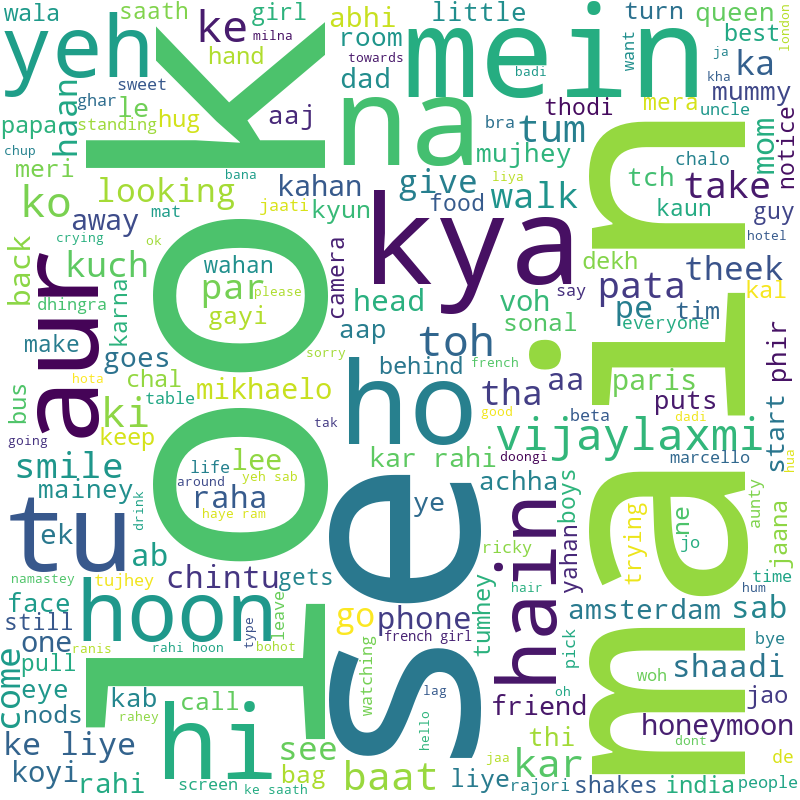 wala
saath
ke
girl
abhi
little
turn
queen
london
yeh
look
milna
hand
room
mein
want
best
ja
sweet
towards
dad
badi
kha
ka
ghar
haan
le
hug
aaj
na
thodi
mera
uncle
mummy
papa
standing
bra
tum
mom
notice
chup
meri
bana
mujhey
main
chalo
tch
take
ko
looking
kahan
give
food
liya
walk
kaun
guy
away
mat
jaati
kyun
kya
hotel
crying
ok
back
kuch
aur
wahan
camera
dekh
theek
par
please
head
say
voh
pata
kal
dhingra
karna
gayi
aap
toh
sonal
pe
tim
everyone
make
goes
sorry
behind
french
phir
hota
chal
mikhaelo
ho
tha
aa
paris
puts
bus
table
ki
good
beta
dadi
start
going
keep
tak
vijaylaxmi
hua
smile
life
lee
kar rahi
doongi
marcello
mainey
around
yeh sab
raha
se
ye
achha
boys
aunty
tu
ek
drink
haye ram
hain
yahan
trying
ne
jo
jaana
ab
ricky
namastey
tujhey
chintu
gets
tumhey
hair
hum
time
face
hoon
leave
go
phone
amsterdam
sab
still
one
ranis
rahi hoon
type
bohot
french girl
pick
bye
come
pull
watching
woh
shaadi
eye
kab
call
lag
oh
friend
jao
nods
rahey
hi
hello
thi
honeymoon
dont
ke liye
see
jaa
kar
de
koyi
rahi
screen
ke saath
bag
baat
liye
rajori
shakes
india
people